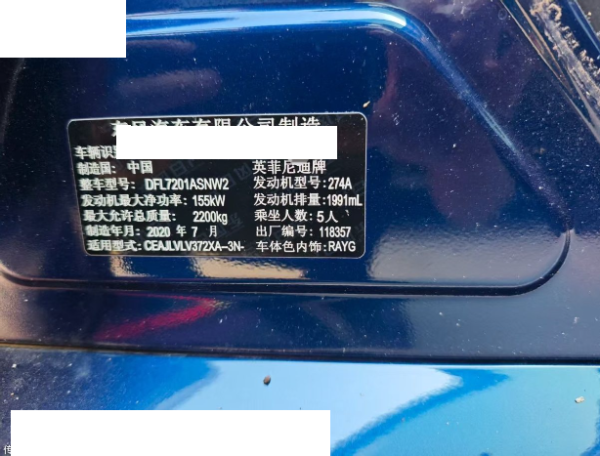 汽车有限公司制造
车辆识
制造国： 中国 英菲尼迪牌
整车型号： DFL7201ASNW2 发动机型号：274A
发动机最大净功率： 155kW 发动机排量：1991mL
最大允许总质量： 2200kg 乘坐人数：5人
制造年月：2020 年 7 月 出厂编号： 118357
适用型式：CEAJLVLV372XA--3N- 车体色内饰：RAYG